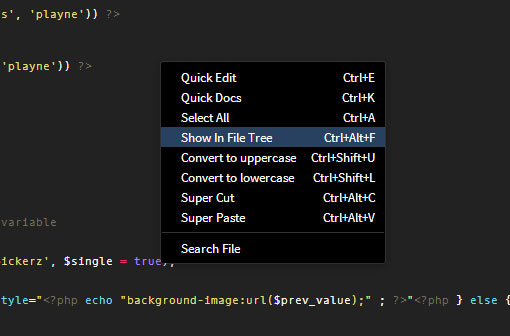 s', 'playne')) ?>
'playne')) ?>
Quick Edit Ctrl+E
Quick Docs Ctrl+K
Select All Ctrl+A
Show In File Tree Ctrl+Alt+F
Convert to uppercase Ctrl+Shift+U
Convert to lowercase Ctrl+Shift+L
Super Cut Ctrl+Alt+C
Super Paste Ctrl+Alt+V
variable
Search File
ickerz', $single = true);
tyle="<?php echo "background-image:url($prev_value);" ; ?>"<?php } else {